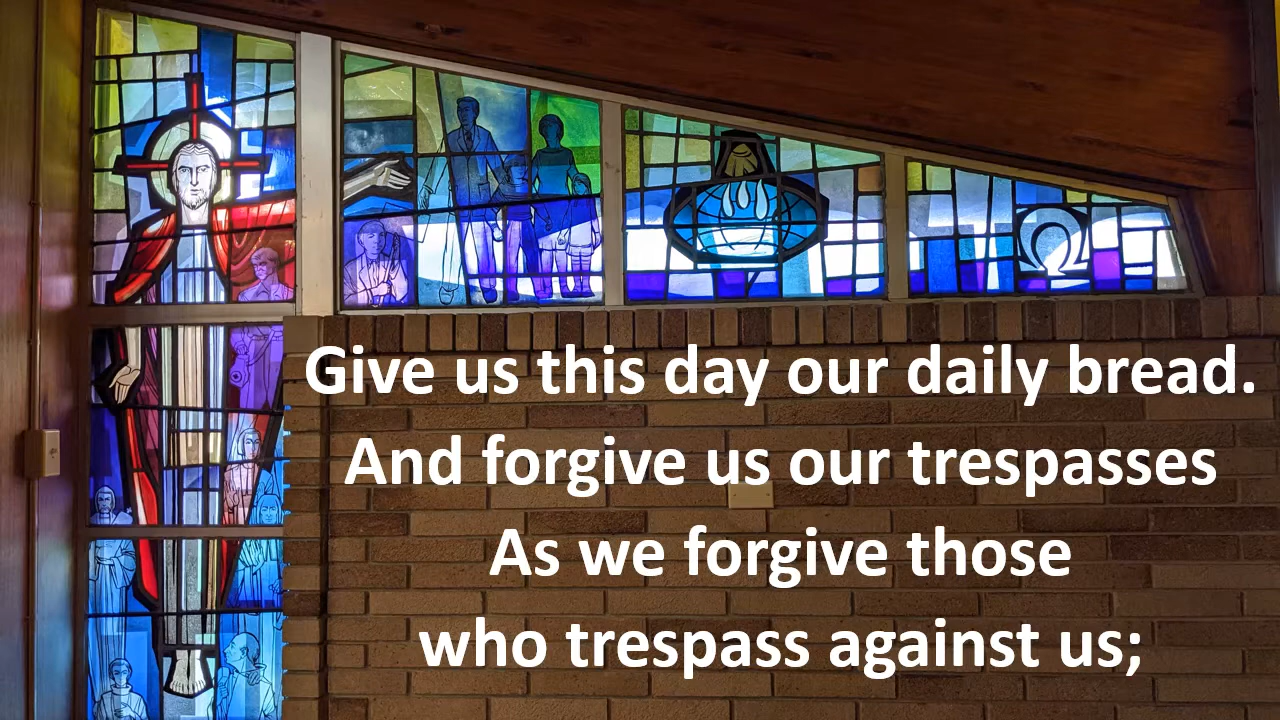 Give us this day our daily bread.
And forgive us our trespasses
As we forgive those
who trespass against us;